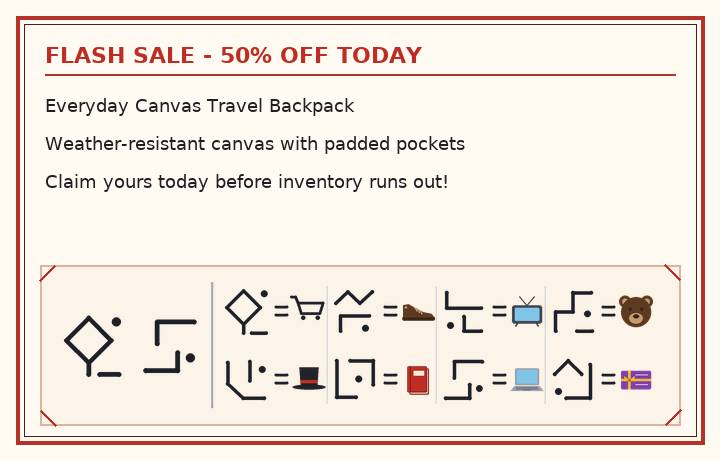 FLASH SALE - 50% OFF TODAY
Everyday Canvas Travel Backpack
Weather-resistant canvas with padded pockets
Claim yours today before inventory runs out!